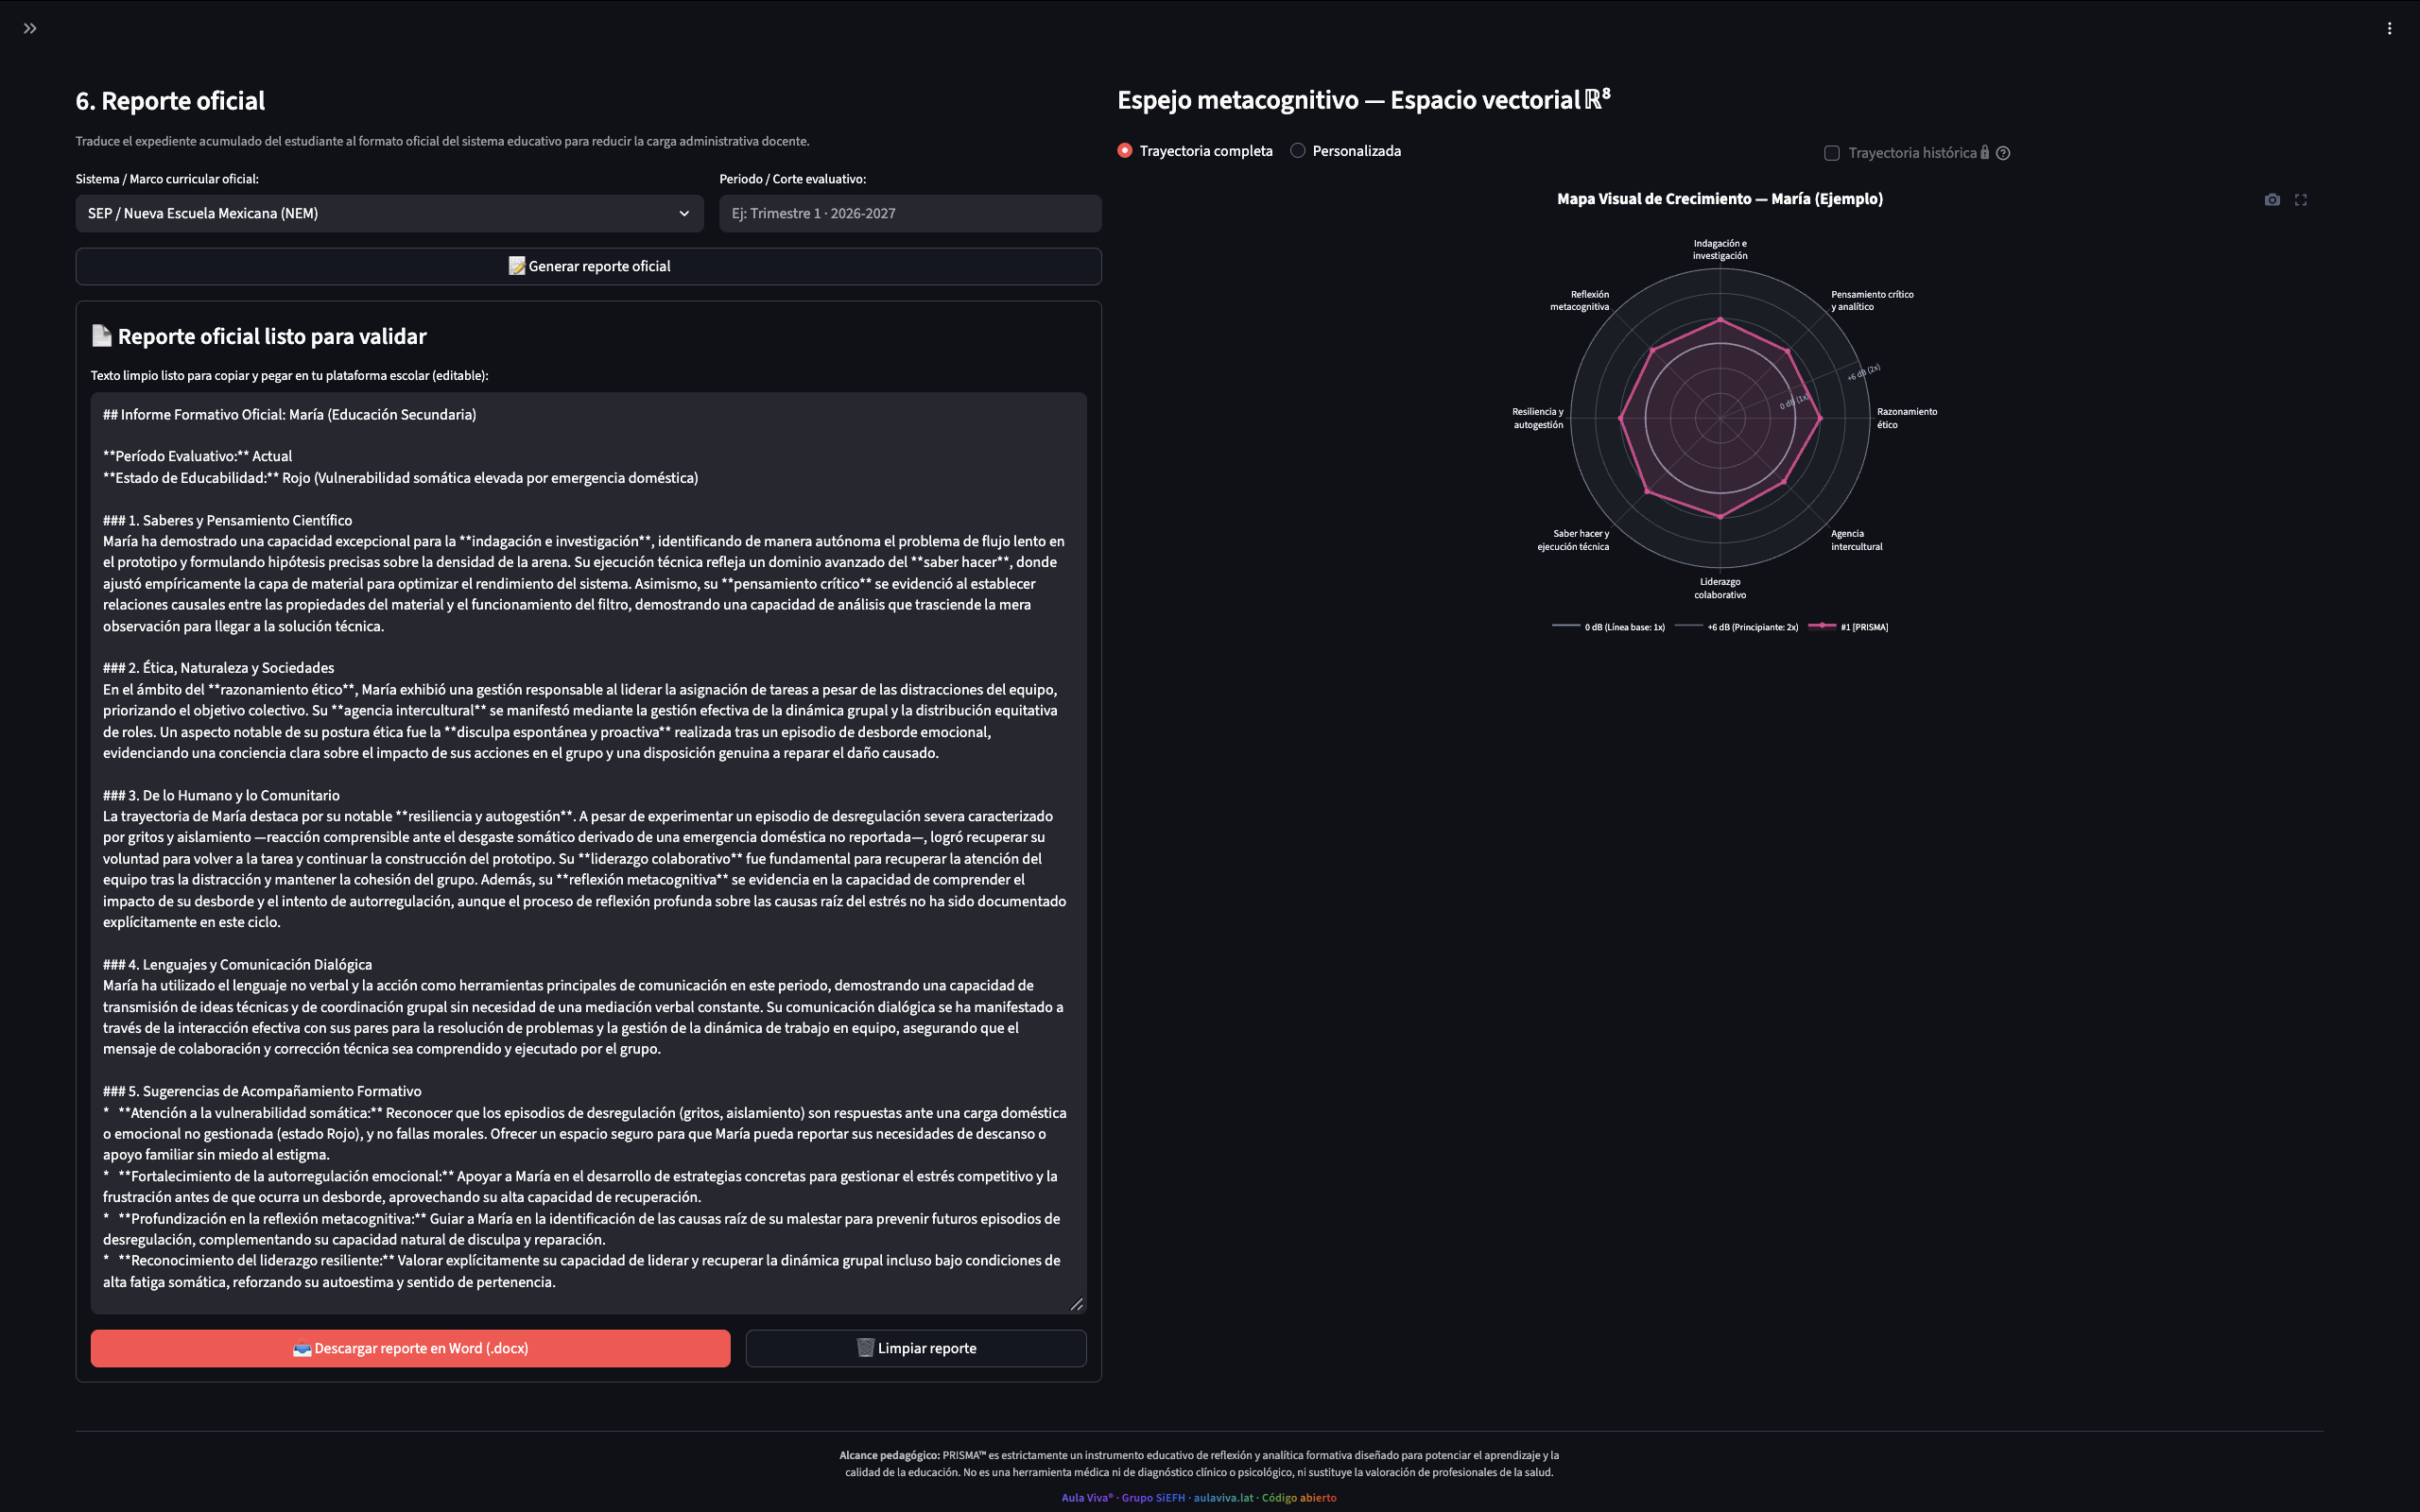 6. Reporte oficial
Traduce el expediente acumulado del estudiante al formato oficial del sistema educativo para reducir la carga administrativa docente.
Sistema / Marco curricular oficial:
Periodo / Corte evaluativo:
SEP / Nueva Escuela Mexicana (NEM)
Ej: Trimestre 1 · 2026-2027
📝 Generar reporte oficial
📄 Reporte oficial listo para validar
Texto limpio listo para copiar y pegar en tu plataforma escolar (editable):
## Informe Formativo Oficial: María (Educación Secundaria)
**Período Evaluativo:** Actual
**Estado de Educabilidad:** Rojo (Vulnerabilidad somática elevada por emergencia doméstica)
### 1. Saberes y Pensamiento Científico
María ha demostrado una capacidad excepcional para la **indagación e investigación**, identificando de manera autónoma el problema de flujo lento en
el prototipo y formulando hipótesis precisas sobre la densidad de la arena. Su ejecución técnica refleja un dominio avanzado del **saber hacer**, donde
ajustó empíricamente la capa de material para optimizar el rendimiento del sistema. Asimismo, su **pensamiento crítico** se evidenció al establecer
relaciones causales entre las propiedades del material y el funcionamiento del filtro, demostrando una capacidad de análisis que trasciende la mera
observación para llegar a la solución técnica.
### 2. Ética, Naturaleza y Sociedades
En el ámbito del **razonamiento ético**, María exhibió una gestión responsable al liderar la asignación de tareas a pesar de las distracciones del equipo,
priorizando el objetivo colectivo. Su **agencia intercultural** se manifestó mediante la gestión efectiva de la dinámica grupal y la distribución equitativa
de roles. Un aspecto notable de su postura ética fue la **disculpa espontánea y proactiva** realizada tras un episodio de desborde emocional,
evidenciando una conciencia clara sobre el impacto de sus acciones en el grupo y una disposición genuina a reparar el daño causado.
### 3. De lo Humano y lo Comunitario
La trayectoria de María destaca por su notable **resiliencia y autogestión**. A pesar de experimentar un episodio de desregulación severa caracterizado
por gritos y aislamiento —reacción comprensible ante el desgaste somático derivado de una emergencia doméstica no reportada—, logró recuperar su
voluntad para volver a la tarea y continuar la construcción del prototipo. Su **liderazgo colaborativo** fue fundamental para recuperar la atención del
equipo tras la distracción y mantener la cohesión del grupo. Además, su **reflexión metacognitiva** se evidencia en la capacidad de comprender el
impacto de su desborde y el intento de autorregulación, aunque el proceso de reflexión profunda sobre las causas raíz del estrés no ha sido documentado
explícitamente en este ciclo.
### 4. Lenguajes y Comunicación Dialógica
María ha utilizado el lenguaje no verbal y la acción como herramientas principales de comunicación en este periodo, demostrando una capacidad de
transmisión de ideas técnicas y de coordinación grupal sin necesidad de una mediación verbal constante. Su comunicación dialógica se ha manifestado a
través de la interacción efectiva con sus pares para la resolución de problemas y la gestión de la dinámica de trabajo en equipo, asegurando que el
mensaje de colaboración y corrección técnica sea comprendido y ejecutado por el grupo.
### 5. Sugerencias de Acompañamiento Formativo
* **Atención a la vulnerabilidad somática:** Reconocer que los episodios de desregulación (gritos, aislamiento) son respuestas ante una carga doméstica
o emocional no gestionada (estado Rojo), y no fallas morales. Ofrecer un espacio seguro para que María pueda reportar sus necesidades de descanso o
apoyo familiar sin miedo al estigma.
* **Fortalecimiento de la autorregulación emocional:** Apoyar a María en el desarrollo de estrategias concretas para gestionar el estrés competitivo y la
frustración antes de que ocurra un desborde, aprovechando su alta capacidad de recuperación.
* **Profundización en la reflexión metacognitiva:** Guiar a María en la identificación de las causas raíz de su malestar para prevenir futuros episodios de
desregulación, complementando su capacidad natural de disculpa y reparación.
* **Reconocimiento del liderazgo resiliente:** Valorar explícitamente su capacidad de liderar y recuperar la dinámica grupal incluso bajo condiciones de
alta fatiga somática, reforzando su autoestima y sentido de pertenencia.
📥 Descargar reporte en Word (.docx)
🗑️ Limpiar reporte
Espejo metacognitivo — Espacio vectorial ℝ⁸
Trayectoria completa
Personalizada
Trayectoria histórica 🔒
Mapa Visual de Crecimiento — María (Ejemplo)
Indagación e
investigación
Reflexión
metacognitiva
Pensamiento crítico
y analítico
+6 dB (2x)
0 dB (1x)
Resiliencia y
autogestión
Razonamiento
ético
Saber hacer y
ejecución técnica
Agencia
intercultural
Liderazgo
colaborativo
0 dB (Línea base: 1x)
+6 dB (Principiante: 2x)
#1 [PRISMA]
Alcance pedagógico: PRISMA™ es estrictamente un instrumento educativo de reflexión y analítica formativa diseñado para potenciar el aprendizaje y la
calidad de la educación. No es una herramienta médica ni de diagnóstico clínico o psicológico, ni sustituye la valoración de profesionales de la salud.
Aula Viva® · Grupo SiEFH · aulaviva.lat · Código abierto